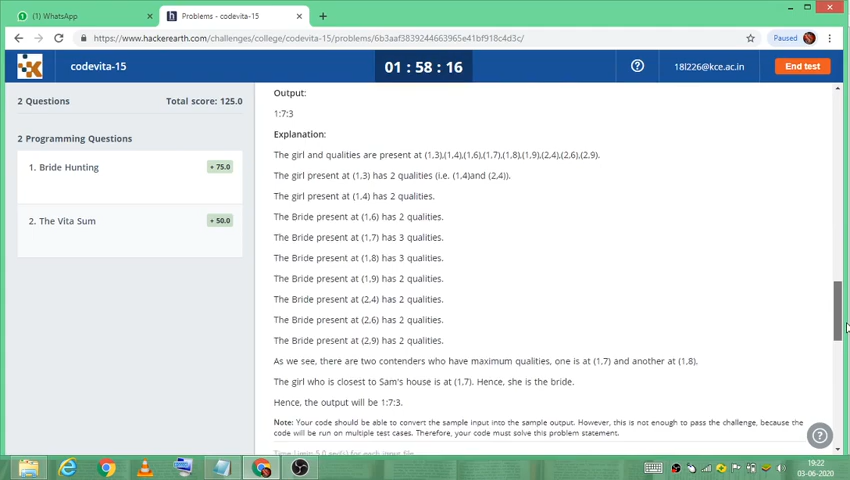 (1) WhatsApp
Problems - codevita-15
https://www.hackerearth.com/challenges/college/codevita-15/problems/6b3aaf3839244663965e41bf918c4d3c/
Paused
codevita-15
01 : 58 : 16
18l226@kce.ac.in
End test
2 Questions
Total score: 125.0
2 Programming Questions
1. Bride Hunting
+ 75.0
2. The Vita Sum
+ 50.0
Output:
1:7:3
Explanation:
The girl and qualities are present at (1,3),(1,4),(1,6),(1,7),(1,8),(1,9),(2,4),(2,6),(2,9).
The girl present at (1,3) has 2 qualities (i.e. (1,4)and (2,4)).
The girl present at (1,4) has 2 qualities.
The Bride present at (1,6) has 2 qualities.
The Bride present at (1,7) has 3 qualities.
The Bride present at (1,8) has 3 qualities.
The Bride present at (1,9) has 2 qualities.
The Bride present at (2,4) has 2 qualities.
The Bride present at (2,6) has 2 qualities.
The Bride present at (2,9) has 2 qualities.
As we see, there are two contenders who have maximum qualities, one is at (1,7) and another at (1,8).
The girl who is closest to Sam's house is at (1,7). Hence, she is the bride.
Hence, the output will be 1:7:3.
Note: Your code should be able to convert the sample input into the sample output. However, this is not enough to pass the challenge, because the
code will be run on multiple test cases. Therefore, your code must solve this problem statement.
Time Limit: 5.0 sec(s) for each input file.
19:22
03-06-2020